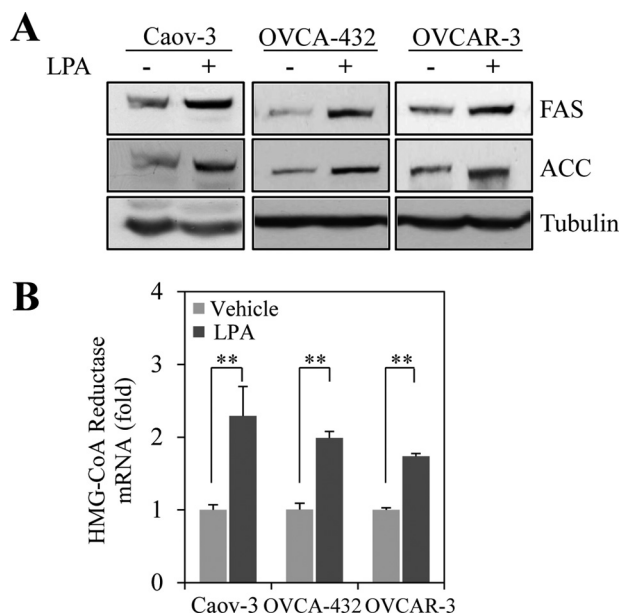 A
Caov-3 OVCA-432 OVCAR-3
LPA - + - + - +
FAS
ACC
Tubulin
B
4
3
2
1
0
HMG-CoA Reductase
mRNA (fold)
Vehicle
LPA
** ** **
Caov-3 OVCA-432 OVCAR-3